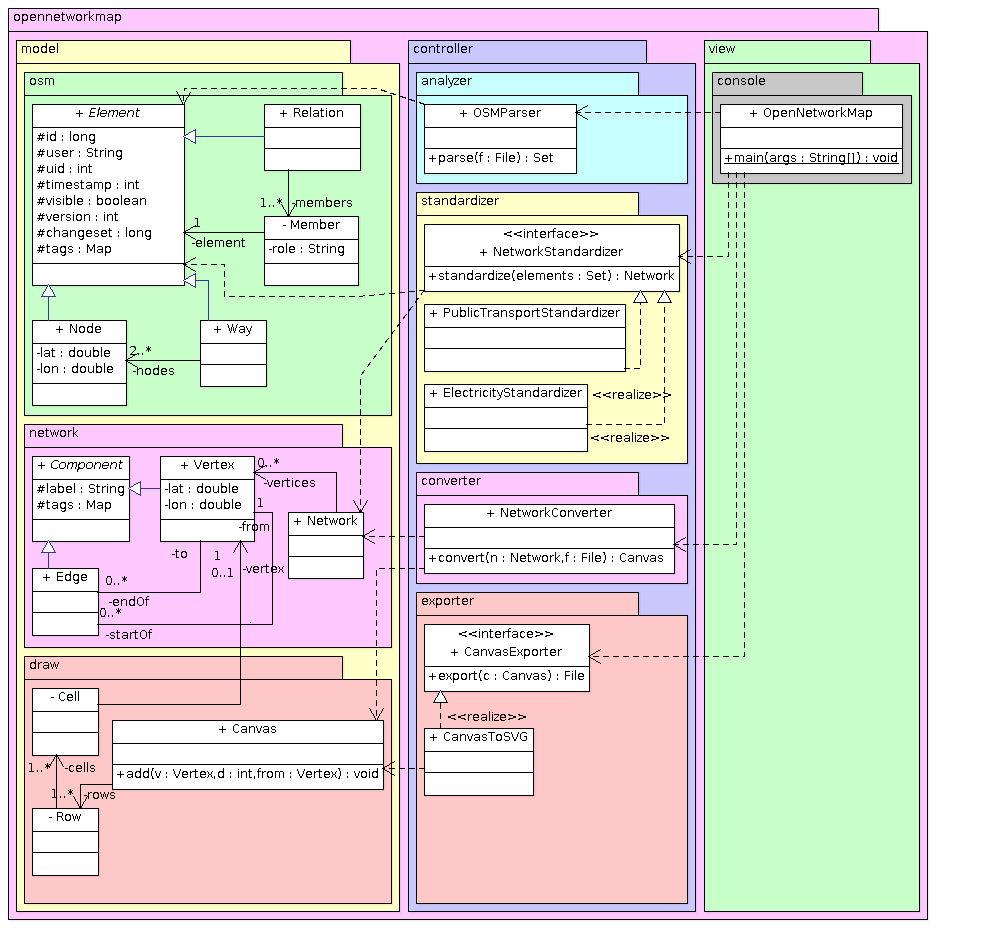 opennetworkmap
model
osm
+ Element
#id : long
#user : String
#uid : int
#timestamp : int
#visible : boolean
#version : int
#changeset : long
#tags : Map
+ Relation
1..* -members
- Member
-role : String
1
-element
+ Node
-lat : double
-lon : double
+ Way
2..*
-nodes
network
+ Component
#label : String
#tags : Map
+ Vertex
-lat : double
-lon : double
0..*
-vertices
1
-from
+ Network
-to
1
0..1
-vertex
+ Edge
0..*
-endOf
0..*
-startOf
draw
- Cell
+ Canvas
+add(v : Vertex,d : int,from : Vertex) : void
1..* -cells
1..* -rows
- Row
controller
analyzer
+ OSMParser
+parse(f : File) : Set
standardizer
<<interface>>
+ NetworkStandardizer
+standardize(elements : Set) : Network
+ PublicTransportStandardizer
+ ElectricityStandardizer
<<realize>>
<<realize>>
converter
+ NetworkConverter
+convert(n : Network,f : File) : Canvas
exporter
<<interface>>
+ CanvasExporter
+export(c : Canvas) : File
<<realize>>
+ CanvasToSVG
view
console
+ OpenNetworkMap
+main(args : String[]) : void